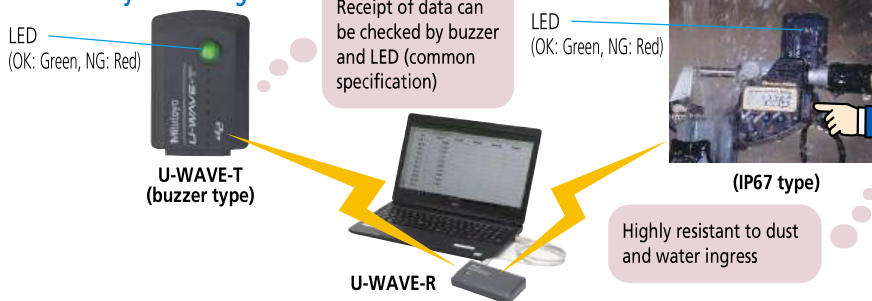 Receipt of data can
be checked by buzzer
and LED (common
specification)
LED
(OK: Green, NG: Red)
LED
(OK: Green, NG: Red)
Mitutoyo
U-WAVE-T
U-WAVE-T
(buzzer type)
(IP67 type)
Highly resistant to dust
and water ingress
U-WAVE-R